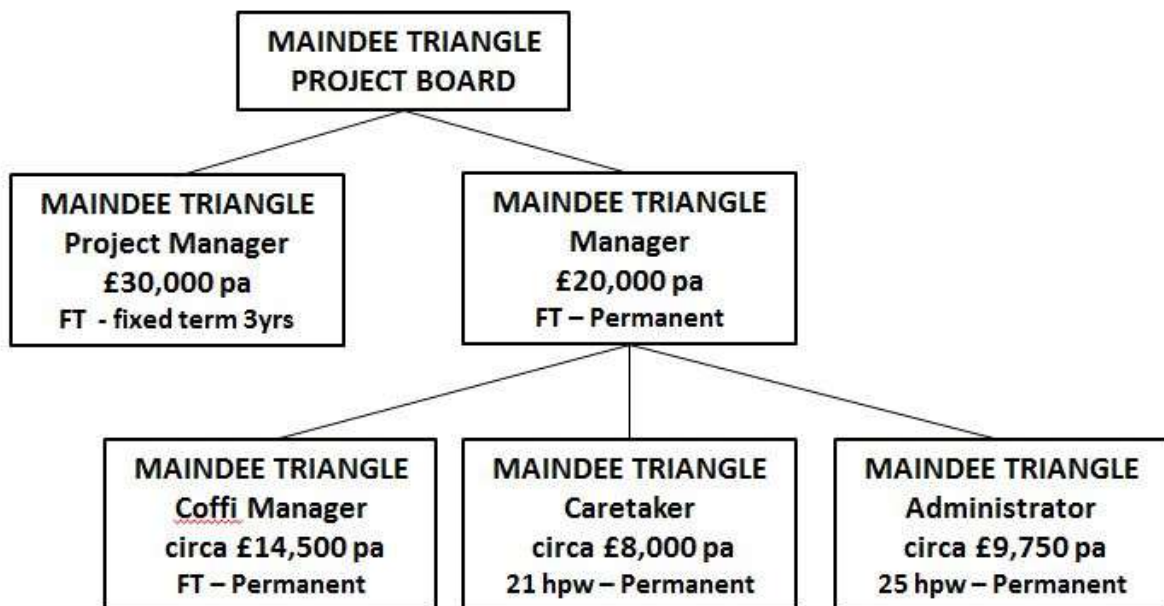 MAINDEE TRIANGLE
PROJECT BOARD
MAINDEE TRIANGLE
Project Manager
£30,000 pa
FT - fixed term 3yrs
MAINDEE TRIANGLE
Manager
£20,000 pa
FT – Permanent
MAINDEE TRIANGLE
Coffi Manager
circa £14,500 pa
FT – Permanent
MAINDEE TRIANGLE
Caretaker
circa £8,000 pa
21 hpw – Permanent
MAINDEE TRIANGLE
Administrator
circa £9,750 pa
25 hpw – Permanent